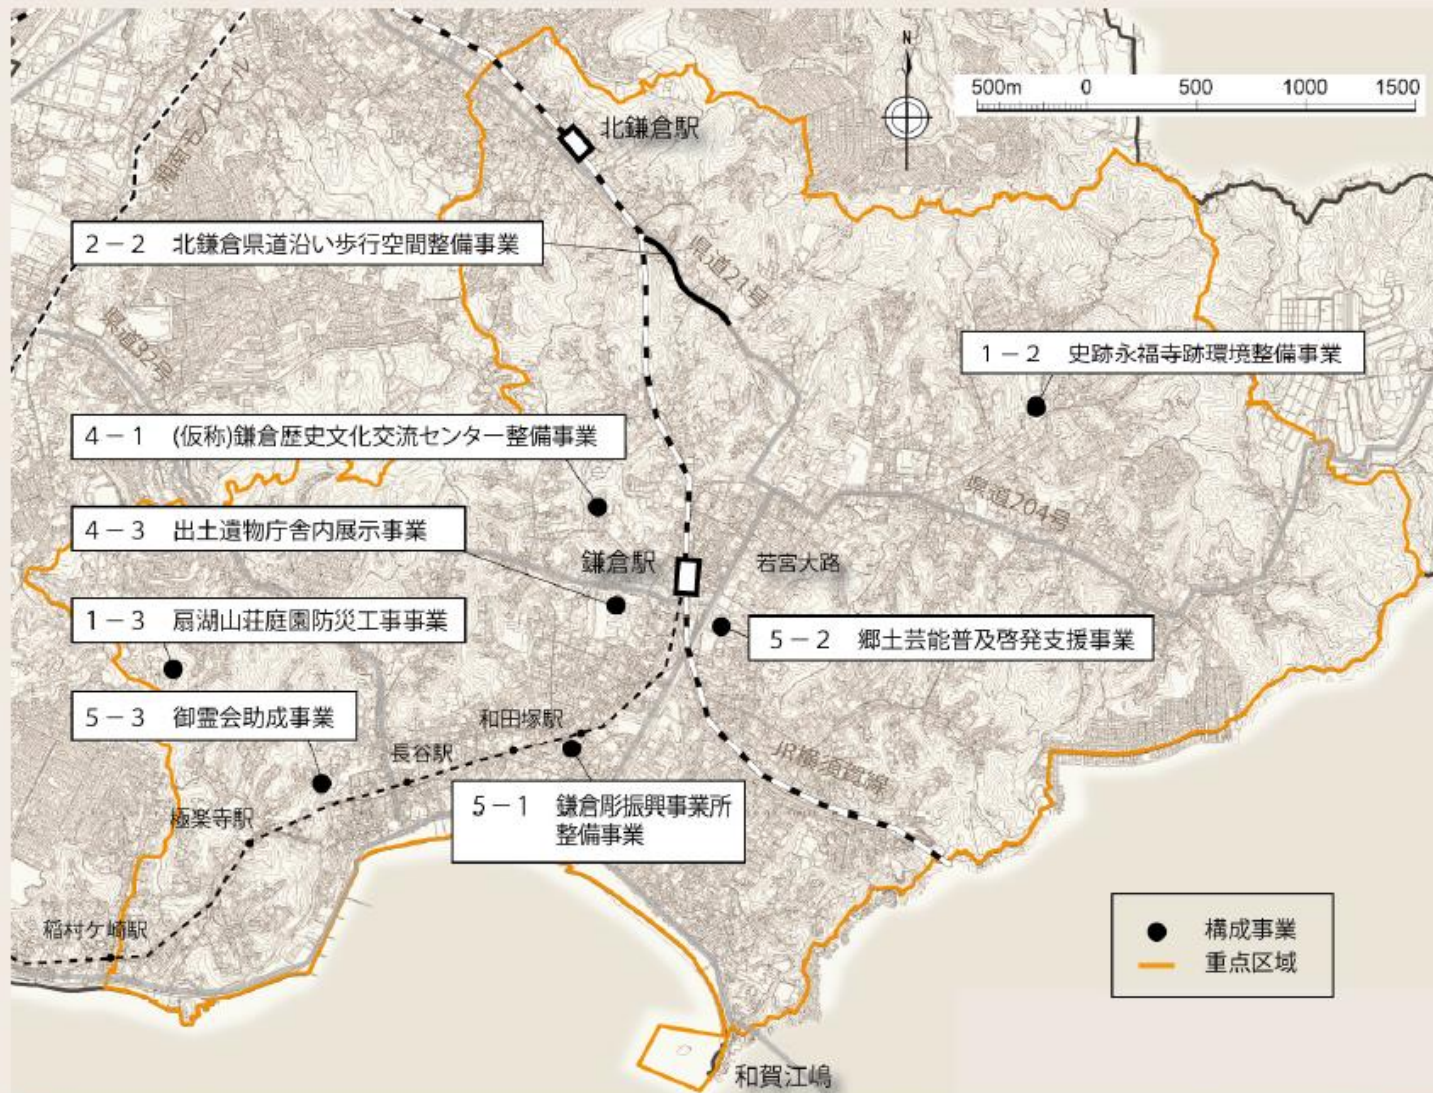 N
500m 0 500 1000 1500
北鎌倉駅
湘南モノレール
2－2 北鎌倉県道沿い歩行空間整備事業
県道21号
県道32号
1－2 史跡永福寺跡環境整備事業
4－1 (仮称)鎌倉歴史文化交流センター整備事業
県道204号
4－3 出土遺物庁舎内展示事業
鎌倉駅
若宮大路
1－3 扇湖山荘庭園防災工事事業
5－2 郷土芸能普及啓発支援事業
5－3 御霊会助成事業
和田塚駅
長谷駅
JR横須賀線
5－1 鎌倉彫振興事業所
整備事業
極楽寺駅
稲村ケ崎駅
構成事業
重点区域
和賀江嶋